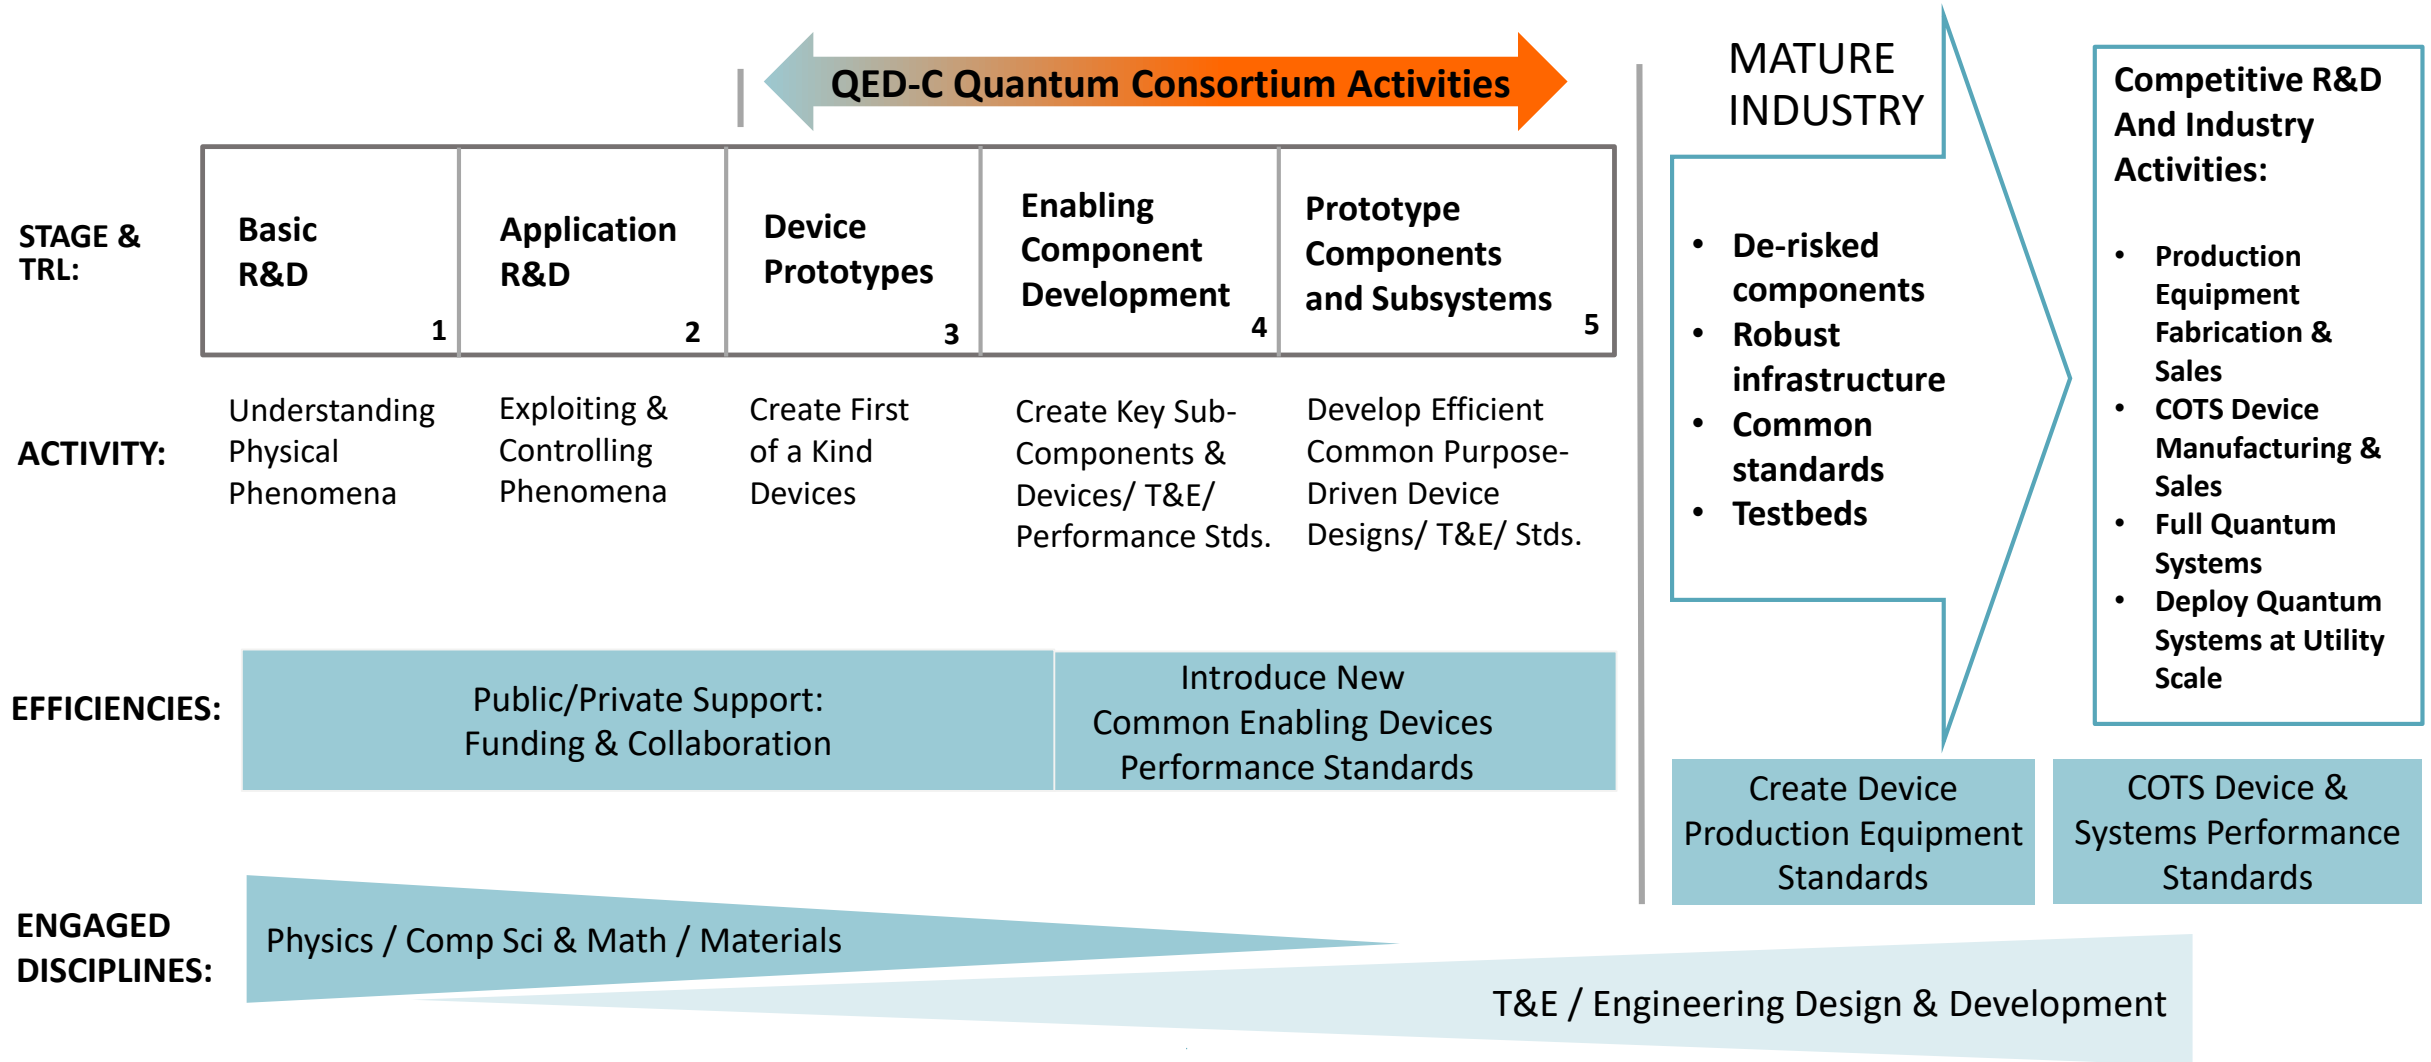 QED-C Quantum Consortium Activities
STAGE &
TRL:
Basic
R&D
1
Application
R&D
2
Device
Prototypes
3
Enabling
Component
Development
4
Prototype
Components
and Subsystems
5
ACTIVITY:
Understanding
Physical
Phenomena
Exploiting &
Controlling
Phenomena
Create First
of a Kind
Devices
Create Key Sub-
Components &
Devices/ T&E/
Performance Stds.
Develop Efficient
Common Purpose-
Driven Device
Designs/ T&E/ Stds.
EFFICIENCIES:
Public/Private Support:
Funding & Collaboration
Introduce New
Common Enabling Devices
Performance Standards
ENGAGED
DISCIPLINES:
Physics / Comp Sci & Math / Materials
T&E / Engineering Design & Development
MATURE
INDUSTRY
• De-risked
components
• Robust
infrastructure
• Common
standards
• Testbeds
Create Device
Production Equipment
Standards
Competitive R&D
And Industry
Activities:
• Production
Equipment
Fabrication &
Sales
• COTS Device
Manufacturing &
Sales
• Full Quantum
Systems
• Deploy Quantum
Systems at Utility
Scale
COTS Device &
Systems Performance
Standards